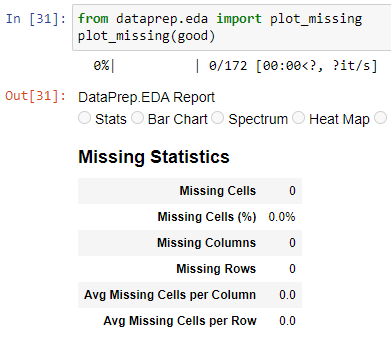 In [31]: from dataprep.eda import plot_missing
plot_missing(good)
0%| | 0/172 [00:00<?, ?it/s]
Out[31]: DataPrep.EDA Report
Stats Bar Chart Spectrum Heat Map
Missing Statistics
Missing Cells 0
Missing Cells (%) 0.0%
Missing Columns 0
Missing Rows 0
Avg Missing Cells per Column 0.0
Avg Missing Cells per Row 0.0